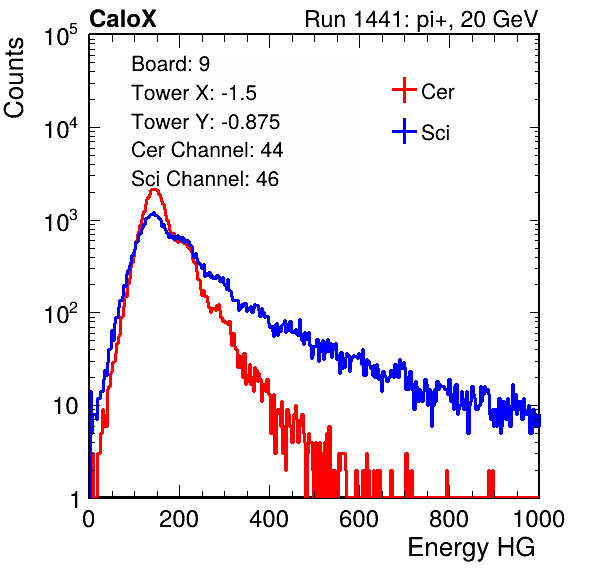 CaloX Run 1441: pi+, 20 GeV
Counts
10^5
10^4
10^3
10^2
10
1
Board: 9
Tower X: -1.5
Tower Y: -0.875
Cer Channel: 44
Sci Channel: 46
Cer
Sci
0 200 400 600 800 1000
Energy HG